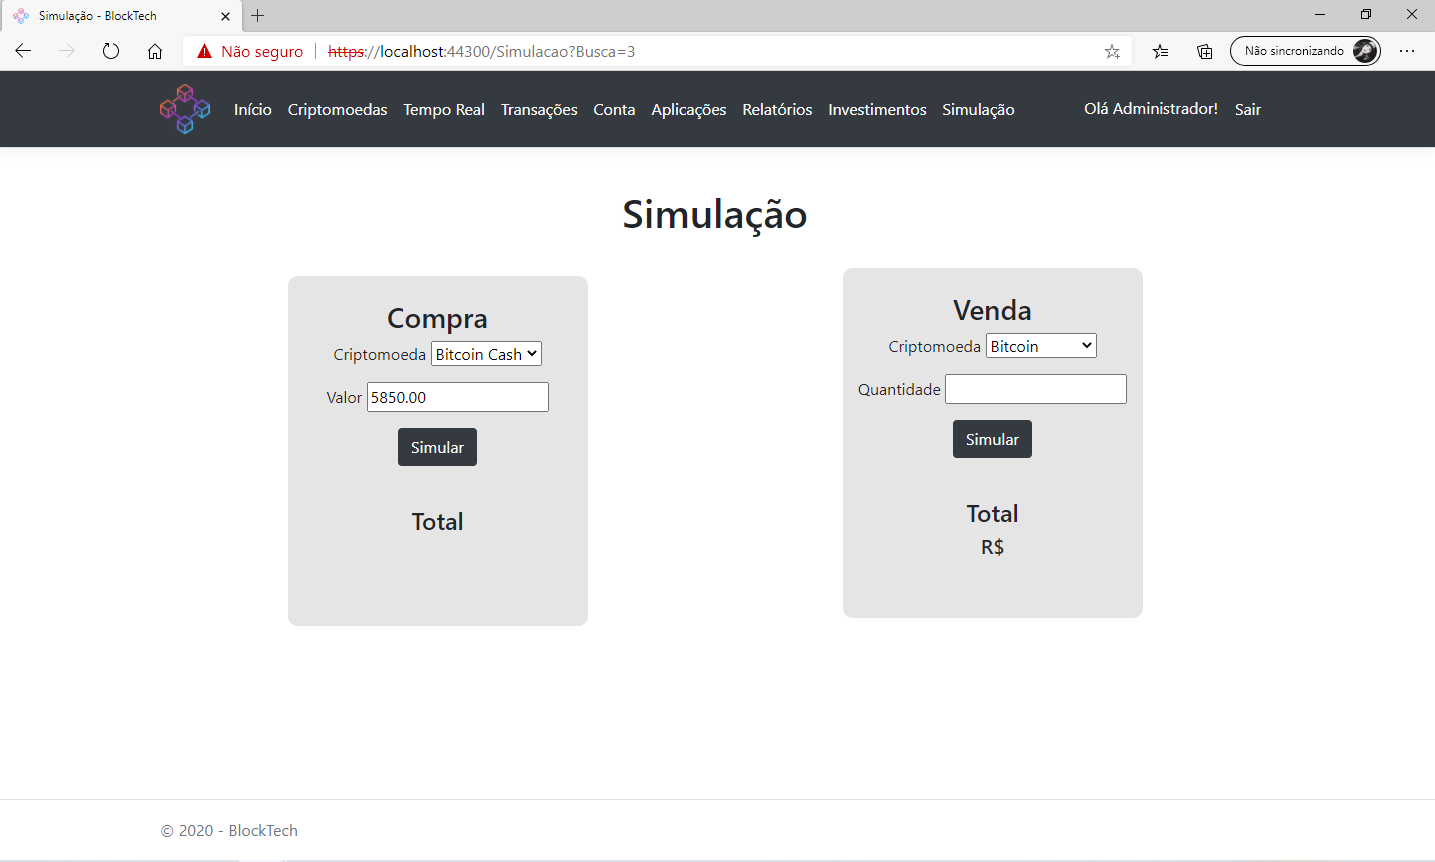 Simulação - BlockTech
Não seguro https://localhost:44300/Simulacao?Busca=3 Não sincronizando
Início Criptomoedas Tempo Real Transações Conta Aplicações Relatórios Investimentos Simulação Olá Administrador! Sair
Simulação
Compra
Criptomoeda Bitcoin Cash
Valor 5850.00
Simular
Total
Venda
Criptomoeda Bitcoin
Quantidade
Simular
Total
R$
© 2020 - BlockTech